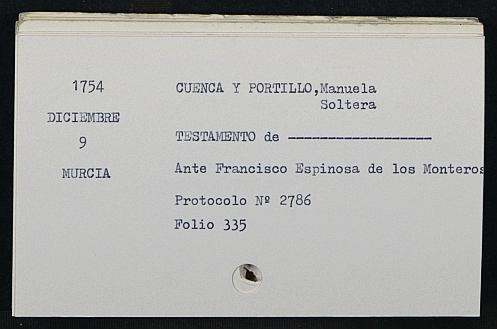 1754
DICIEMBRE
9
MURCIA
CUENCA Y PORTILLO,Manuela
Soltera
TESTAMENTO de ------------------
Ante Francisco Espinosa de los Monteros
Protocolo Nº 2786
Folio 335